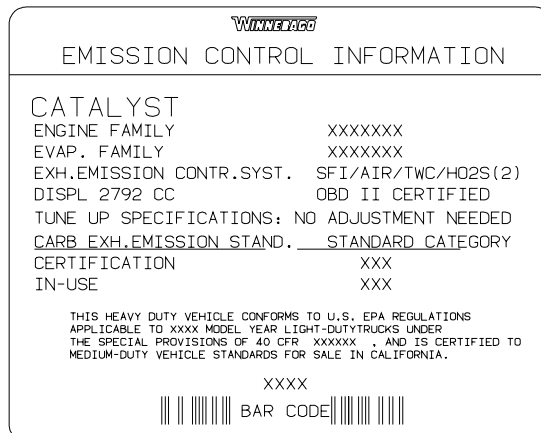 WINNEBAGO
EMISSION CONTROL INFORMATION
CATALYST
ENGINE FAMILY XXXXXXX
EVAP. FAMILY XXXXXXX
EXH.EMISSION CONTR.SYST. SFI/AIR/TWC/HO2S(2)
DISPL 2792 CC OBD II CERTIFIED
TUNE UP SPECIFICATIONS: NO ADJUSTMENT NEEDED
CARB EXH.EMISSION STAND. STANDARD CATEGORY
CERTIFICATION XXX
IN-USE XXX
THIS HEAVY DUTY VEHICLE CONFORMS TO U.S. EPA REGULATIONS
APPLICABLE TO XXXX MODEL YEAR LIGHT-DUTYTRUCKS UNDER
THE SPECIAL PROVISIONS OF 40 CFR XXXXXX , AND IS CERTIFIED TO
MEDIUM-DUTY VEHICLE STANDARDS FOR SALE IN CALIFORNIA.
XXXX
BAR CODE